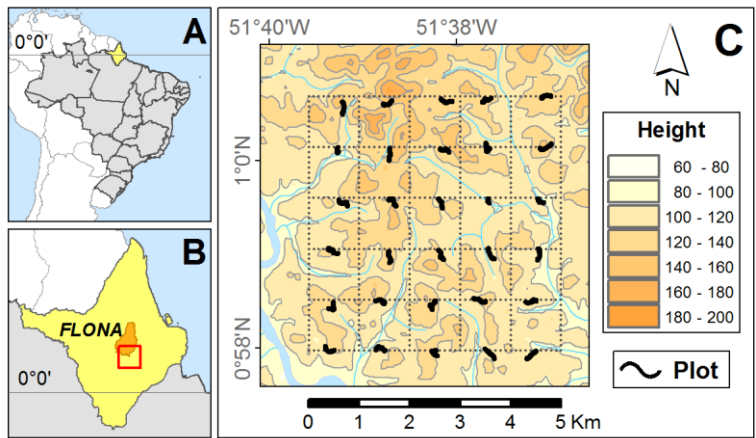 0°0'
A
B
FLONA
0°0'
51°40'W
51°38'W
C
1°0'N
0°58'N
N
Height
60 - 80
80 - 100
100 - 120
120 - 140
140 - 160
160 - 180
180 - 200
Plot
0 1 2 3 4 5 Km